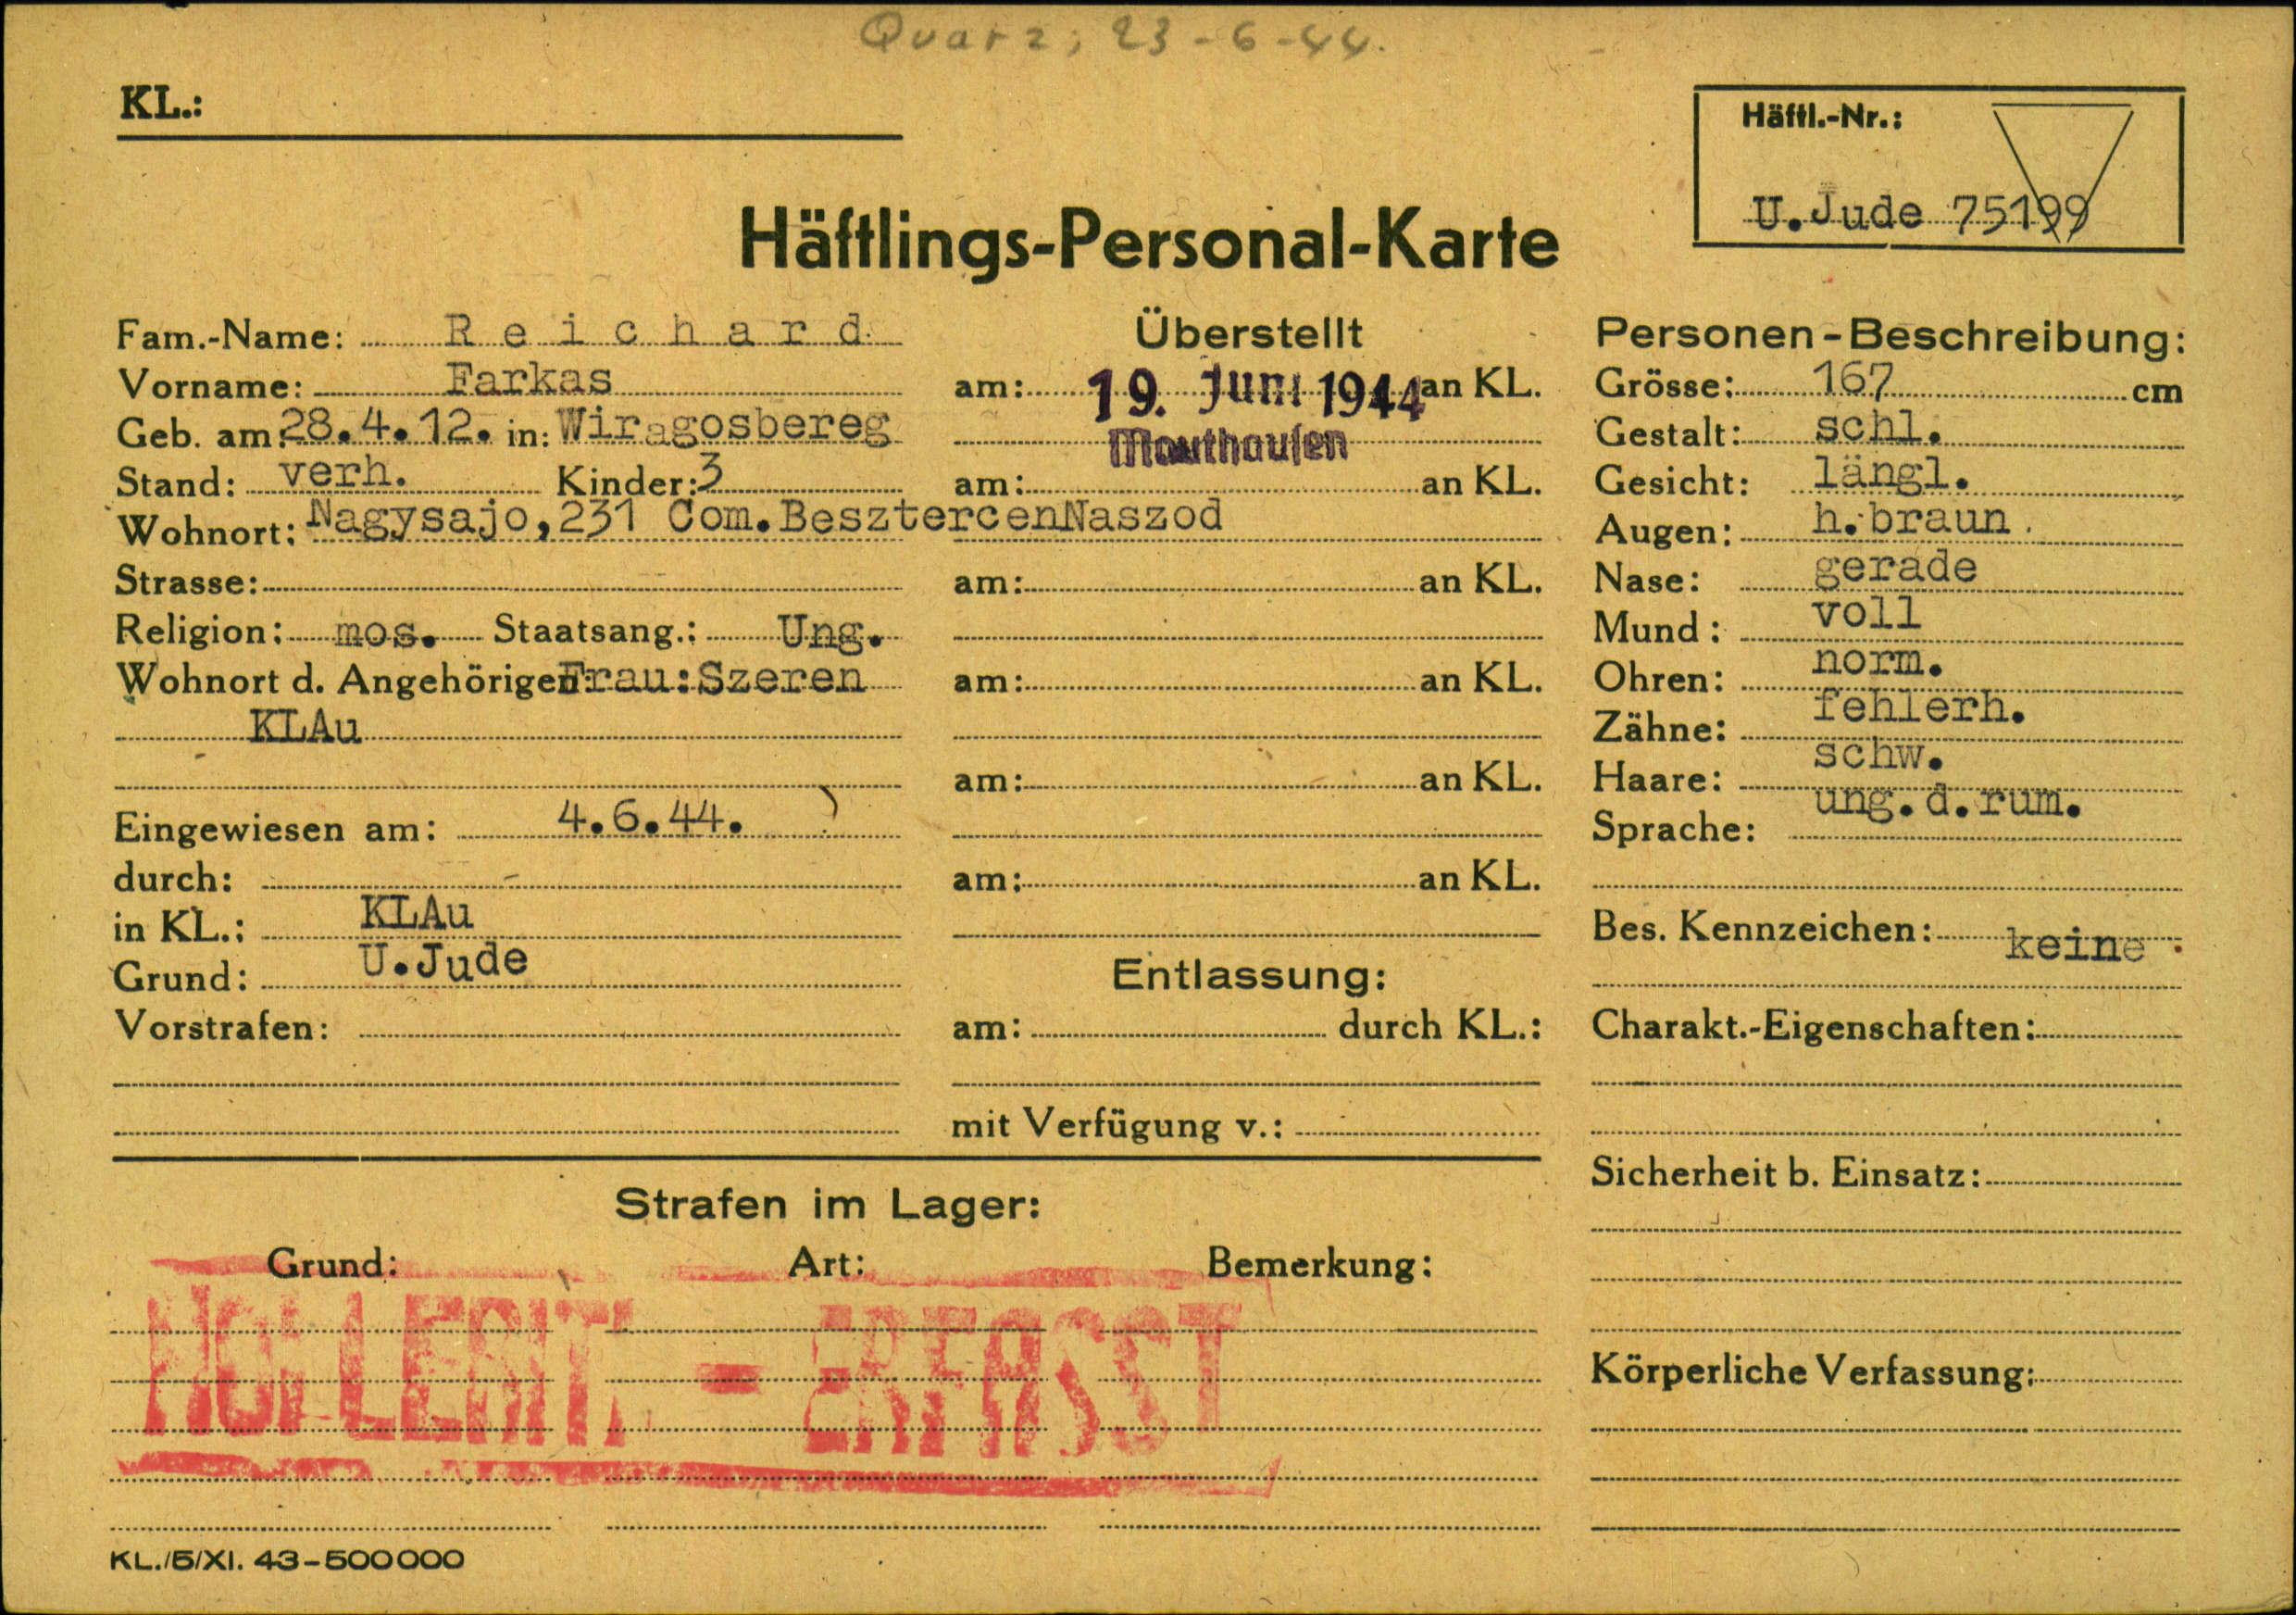 Quarz; 23-6-44.
KL.:
Häftl.-Nr.:
U.Jude 75199
Häftlings-Personal-Karte
Fam.-Name: Reichard
Vorname: Farkas
Geb. am: 28.4.12. in: Wiragosbereg
Stand: verh. Kinder: 3
Wohnort: Nagysajo,231 Com.BesztercenNaszod
Strasse:
Religion: mos. Staatsang.: Ung.
Wohnort d. Angehörigen: Frau:Szeren
KLAu
Eingewiesen am: 4.6.44.
durch:
in KL.: KLAu
Grund: U.Jude
Vorstrafen:
Überstellt
am: 19. Juni 1944 an KL.
Mauthausen
am: an KL.
am: an KL.
am: an KL.
am: an KL.
am: an KL.
Entlassung:
am: durch KL.:
mit Verfügung v.:
Personen-Beschreibung:
Grösse: 167 cm
Gestalt: schl.
Gesicht: längl.
Augen: h.braun.
Nase: gerade
Mund: voll
Ohren: norm.
Zähne: fehlerh.
Haare: schw.
Sprache: ung.d.rum.
Bes. Kennzeichen: keine
Charakt.-Eigenschaften:
Sicherheit b. Einsatz:
Körperliche Verfassung:
Strafen im Lager:
Grund: Art: Bemerkung:
HOLLERITH - ERFASST
KL./5/XI. 43-500000